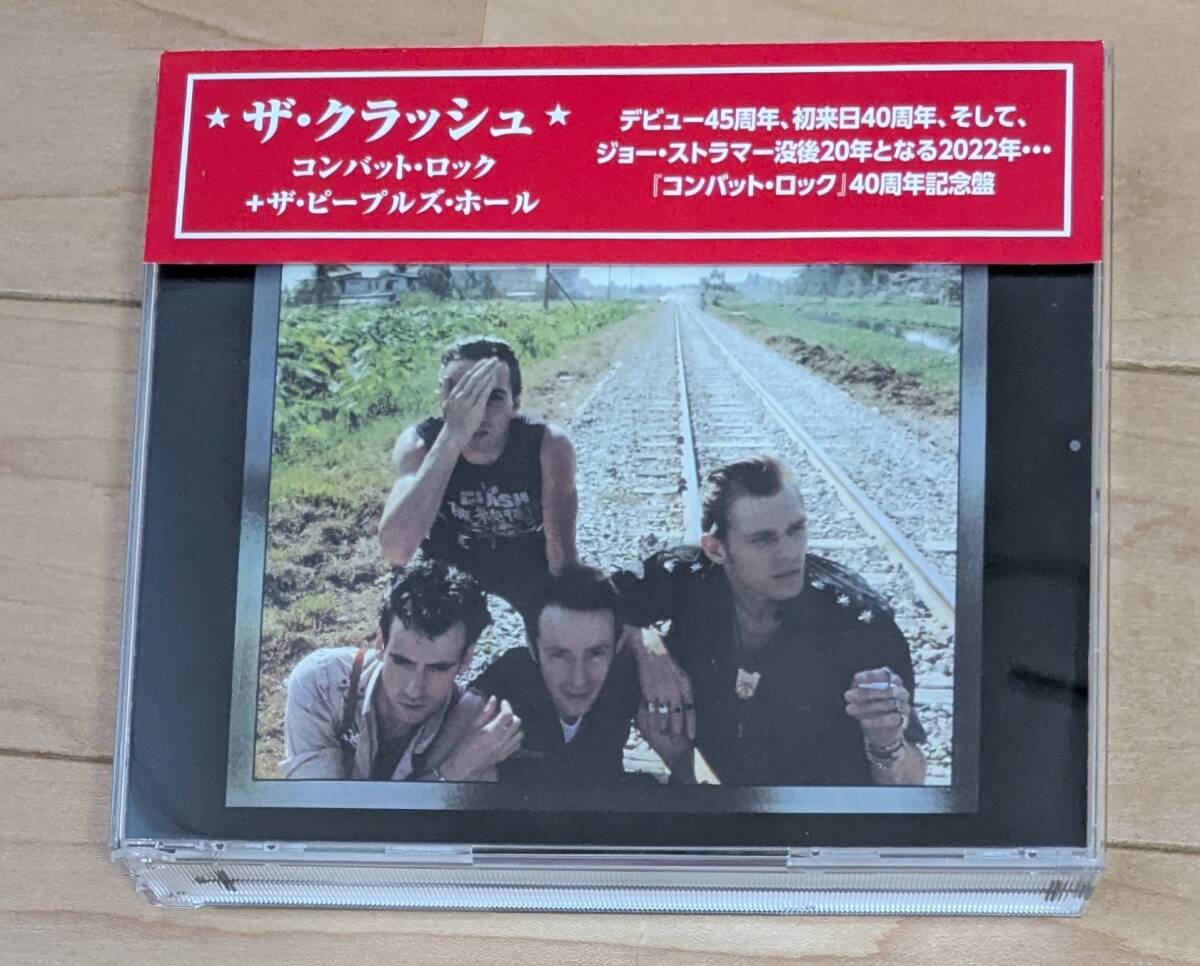 ★ ザ・クラッシュ ★
コンバット・ロック
+ザ・ピープルズ・ホール
デビュー45周年、初来日40周年、そして、
ジョー・ストラマー没後20年となる2022年…
『コンバット・ロック』40周年記念盤
CLASH